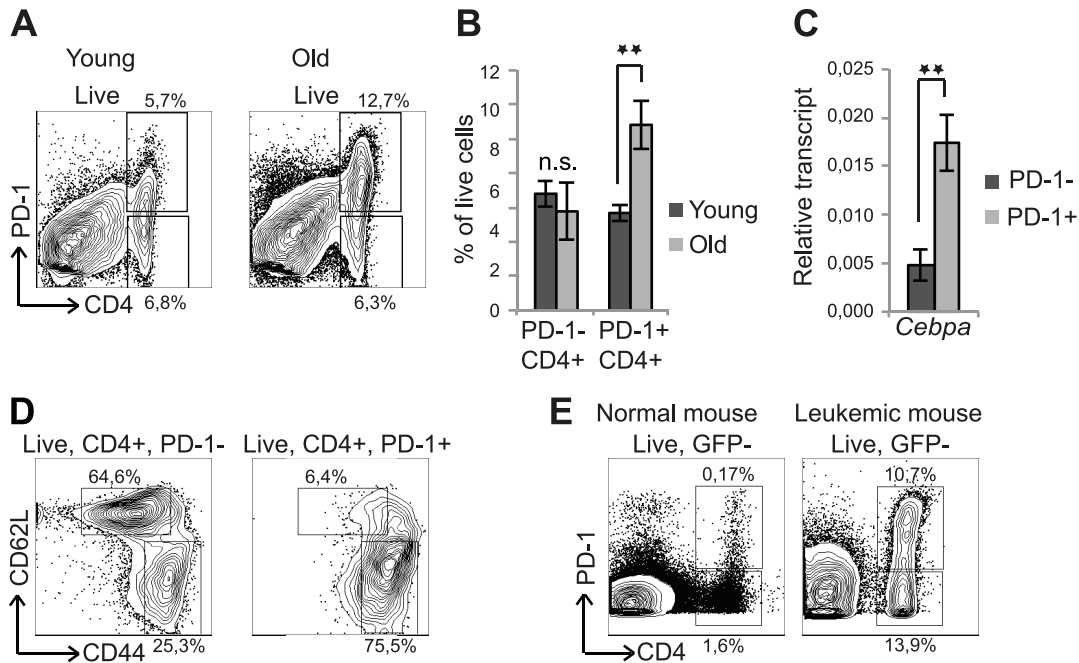 A
Young
Live
5,7%
6,8%
Old
Live
12,7%
6,3%
PD-1
CD4
B
% of live cells
12
10
8
6
4
2
0
n.s.
★★
Young
Old
PD-1-
CD4+
PD-1+
CD4+
C
Relative transcript
0,025
0,020
0,015
0,010
0,005
0,000
★★
PD-1-
PD-1+
Cebpa
D
Live, CD4+, PD-1-
64,6%
25,3%
Live, CD4+, PD-1+
6,4%
75,5%
CD62L
CD44
E
Normal mouse
Live, GFP-
0,17%
1,6%
Leukemic mouse
Live, GFP-
10,7%
13,9%
PD-1
CD4